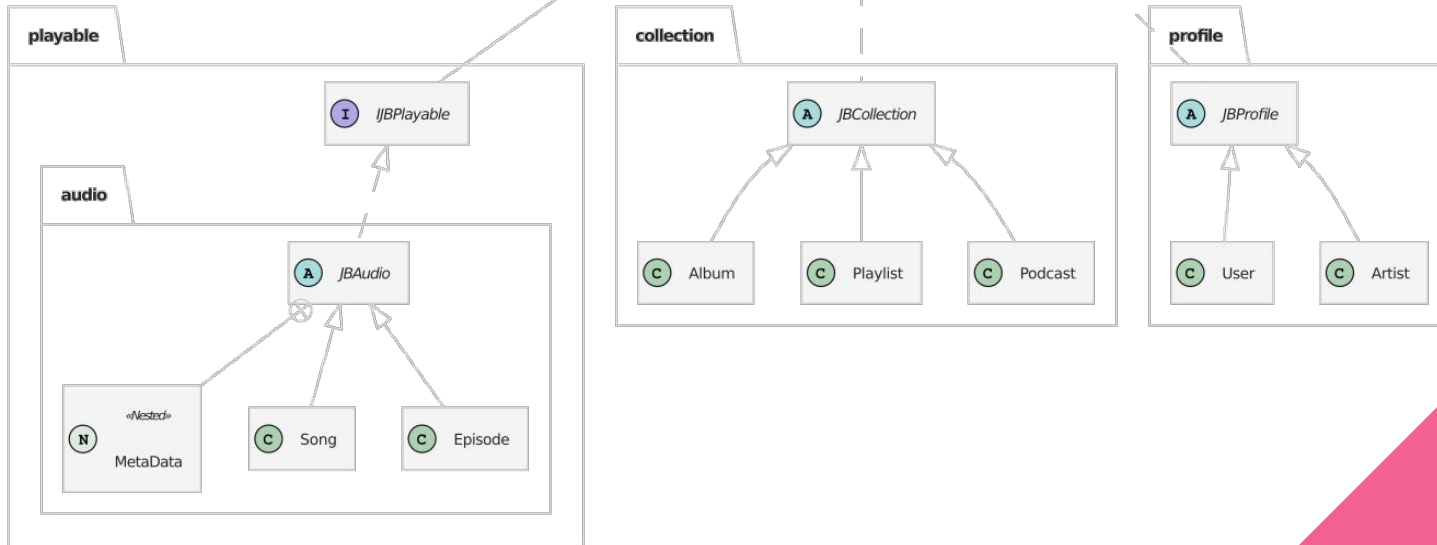 playable
collection
profile
I
IJBPlayable
A
JBCollection
A
JBProfile
audio
A
JBAudio
C
Album
C
Playlist
C
Podcast
C
User
C
Artist
«Nested»
N
MetaData
C
Song
C
Episode